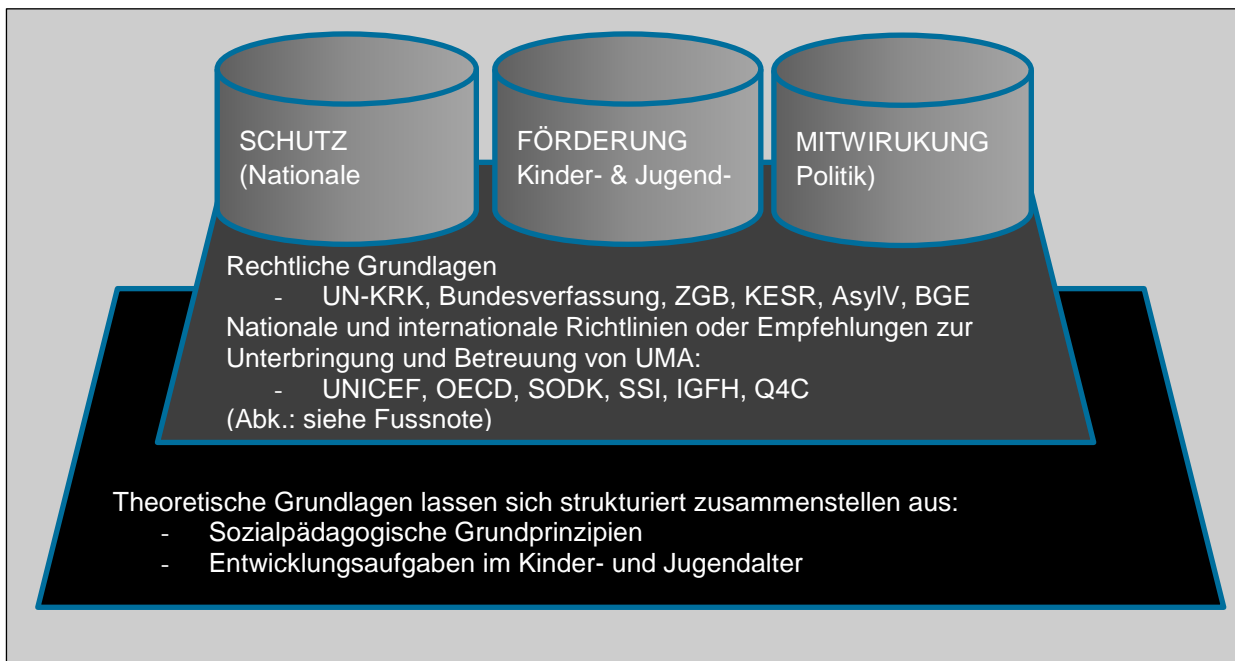 SCHUTZ
(Nationale
FÖRDERUNG
Kinder- & Jugend-
MITWIRUKUNG
Politik)
Rechtliche Grundlagen
- UN-KRK, Bundesverfassung, ZGB, KESR, AsylV, BGE
Nationale und internationale Richtlinien oder Empfehlungen zur
Unterbringung und Betreuung von UMA:
- UNICEF, OECD, SODK, SSI, IGFH, Q4C
(Abk.: siehe Fussnote)
Theoretische Grundlagen lassen sich strukturiert zusammenstellen aus:
- Sozialpädagogische Grundprinzipien
- Entwicklungsaufgaben im Kinder- und Jugendalter